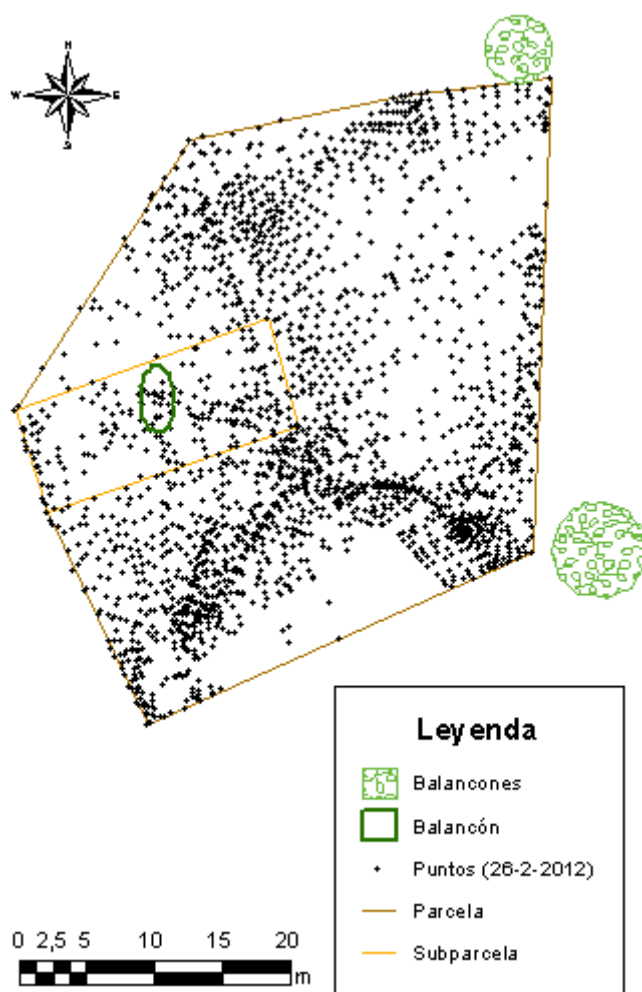 N
W E
S
Leyenda
Balancones
Balancón
Puntos (26-2-2012)
Parcela
Subparcela
0 2,5 5 10 15 20
m